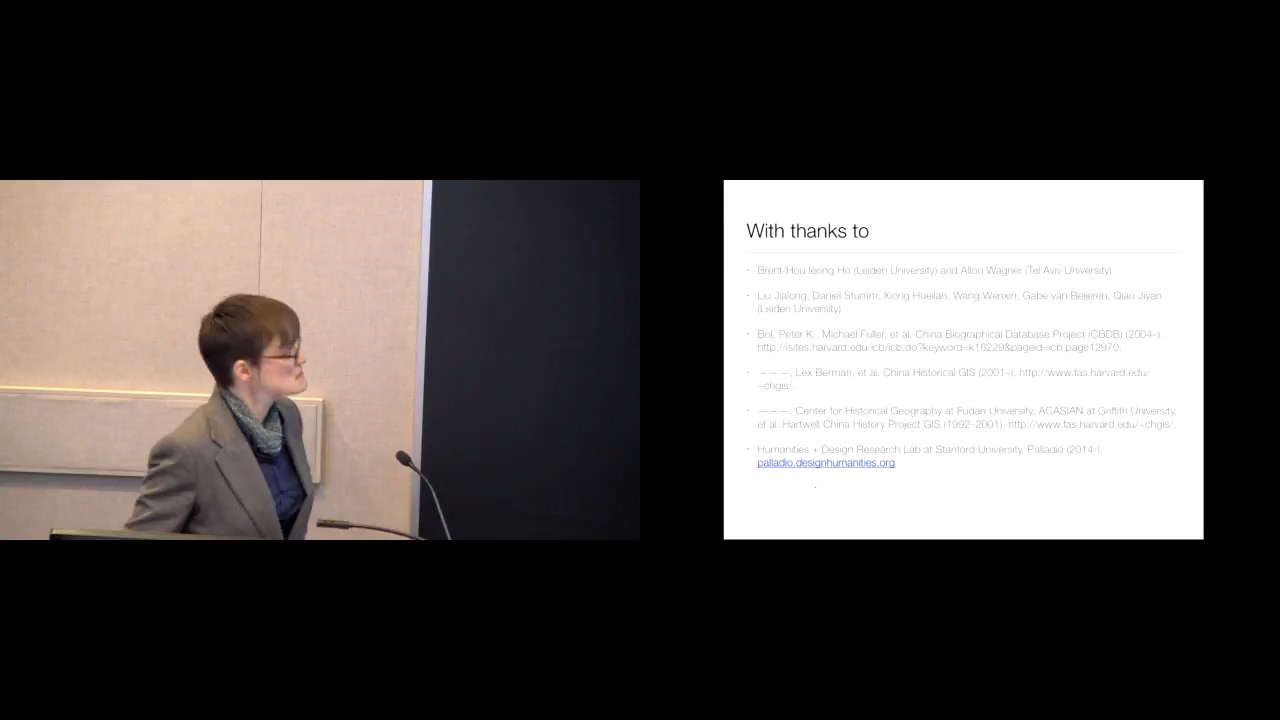 With thanks to
· Brent/Hou Ieong Ho (Leiden University) and Allon Wagner (Tel Aviv University)
· Liu Jialong, Daniel Stumm, Xiong Hueilan, Wang Wenxin, Gabe van Beijeren, Qiao Jiyan
(Leiden University)
· Bol, Peter K., Michael Fuller, et al. China Biographical Database Project (CBDB) (2004–).
http://isites.harvard.edu/icb/icb.do?keyword=k16229&pageid=icb.page12970.
· ———, Lex Berman, et al. China Historical GIS (2001–). http://www.fas.harvard.edu/
~chgis/.
· ———, Center for Historical Geography at Fudan University, ACASIAN at Griffith University,
et al. Hartwell China History Project GIS (1992-2001). http://www.fas.harvard.edu/~chgis/.
· Humanities + Design Research Lab at Stanford University. Palladio (2014-).
palladio.designhumanities.org